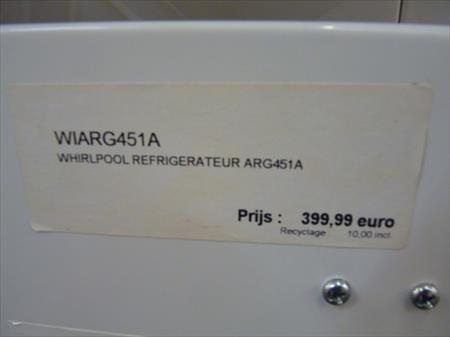 WIARG451A
WHIRLPOOL REFRIGERATEUR ARG451A
Prijs : 399,99 euro
Recyclage 10,00 incl.